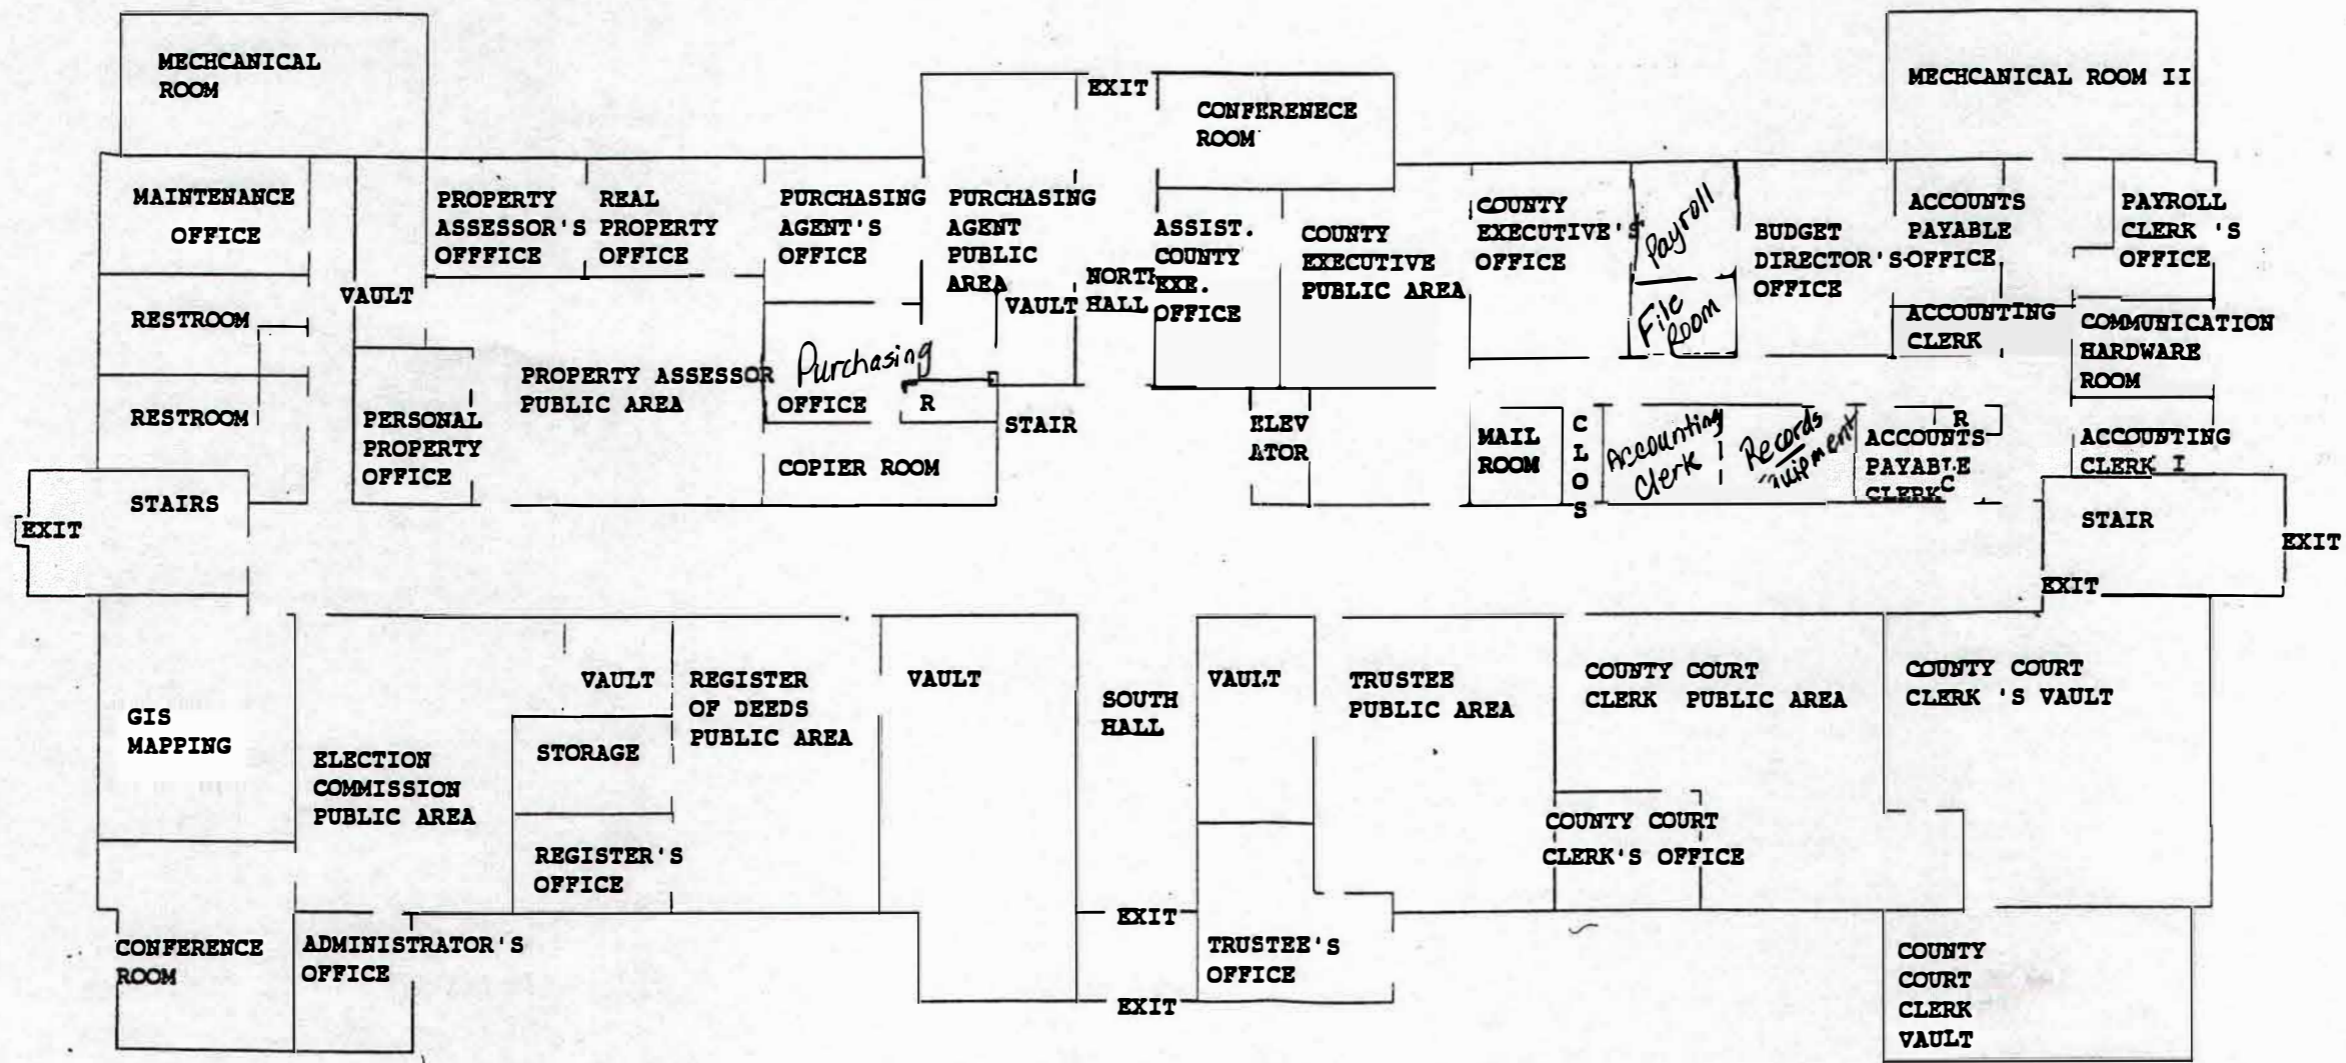 MECHCANICAL
ROOM
EXIT
CONFERENECE
ROOM
MECHCANICAL ROOM II
MAINTENANCE
OFFICE
PROPERTY
ASSESSOR'S
OFFFICE
REAL
PROPERTY
OFFICE
PURCHASING
AGENT'S
OFFICE
PURCHASING
AGENT
PUBLIC
AREA
VAULT
NORTH
HALL
ASSIST.
COUNTY
EXE.
OFFICE
COUNTY
EXECUTIVE
PUBLIC AREA
COUNTY
EXECUTIVE'S
OFFICE
Payroll
File
Room
BUDGET
DIRECTOR'S
OFFICE
ACCOUNTS
PAYABLE
OFFICE
ACCOUNTING
CLERK
PAYROLL
CLERK 'S
OFFICE
COMMUNICATION
HARDWARE
ROOM
VAULT
RESTROOM
RESTROOM
PERSONAL
PROPERTY
OFFICE
PROPERTY ASSESSOR
PUBLIC AREA
Purchasing
OFFICE
R
COPIER ROOM
STAIR
ELEV
ATOR
MAIL
ROOM
CLOS
Accounting
Clerk
Records
R
ACCOUNTS
PAYABLE
CLERK
C
ACCOUNTING
CLERK I
STAIRS
EXIT
STAIR
EXIT
EXIT
GIS
MAPPING
ELECTION
COMMISSION
PUBLIC AREA
VAULT
STORAGE
REGISTER'S
OFFICE
REGISTER
OF DEEDS
PUBLIC AREA
VAULT
SOUTH
HALL
VAULT
TRUSTEE
PUBLIC AREA
COUNTY COURT
CLERK PUBLIC AREA
COUNTY COURT
CLERK'S OFFICE
COUNTY COURT
CLERK 'S VAULT
CONFERENCE
ROOM
ADMINISTRATOR'S
OFFICE
EXIT
EXIT
TRUSTEE'S
OFFICE
COUNTY
COURT
CLERK
VAULT